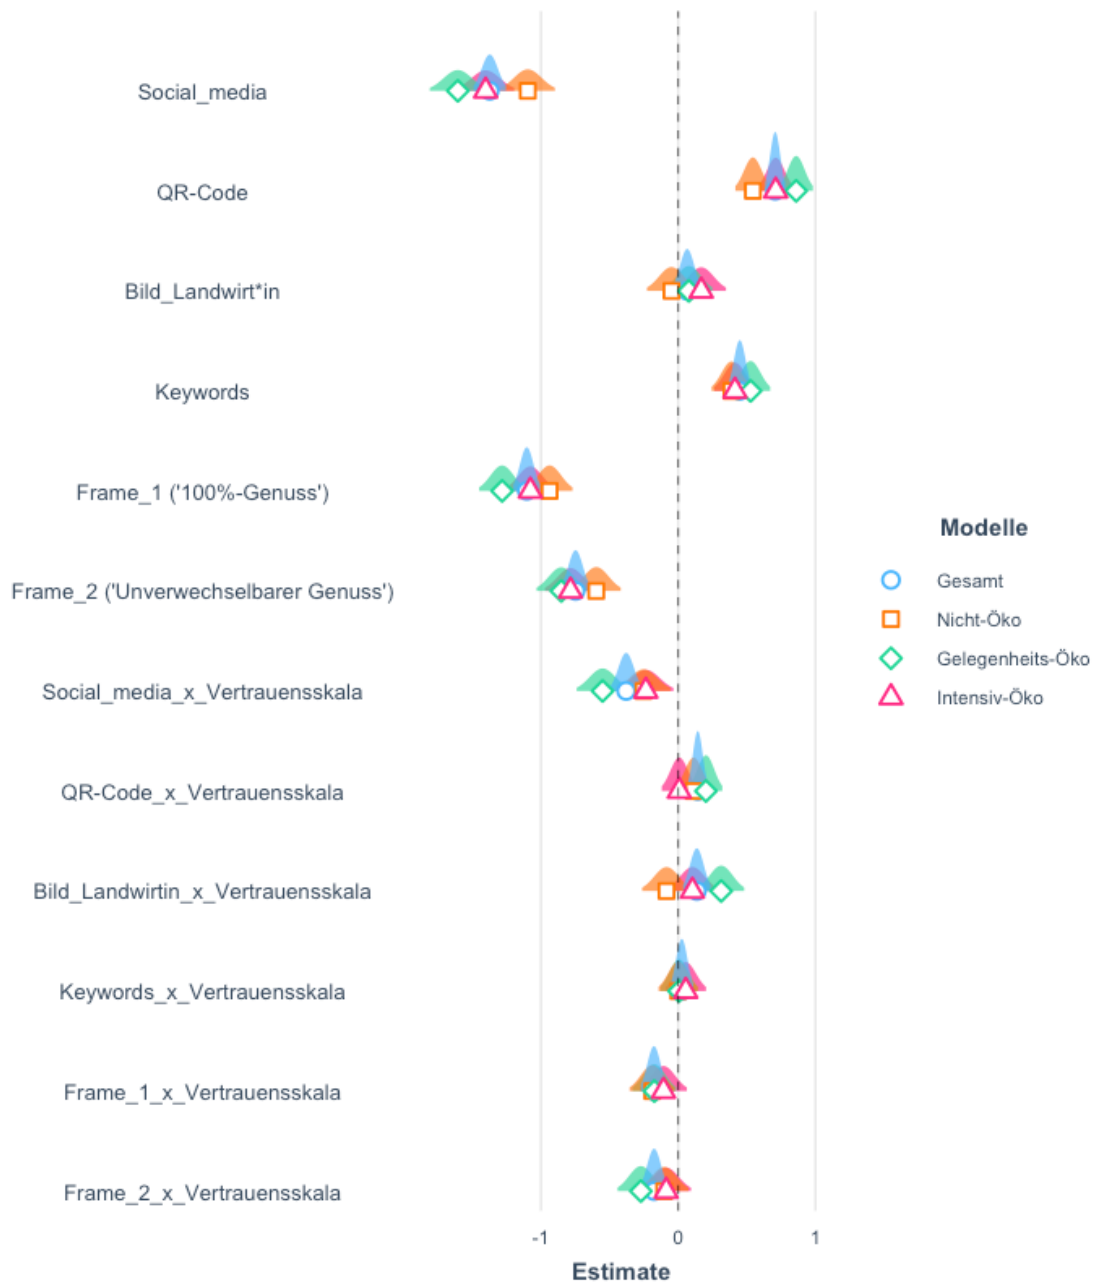 Social_media
QR-Code
Bild_Landwirt*in
Keywords
Frame_1 ('100%-Genuss')
Frame_2 ('Unverwechselbarer Genuss')
Social_media_x_Vertrauensskala
QR-Code_x_Vertrauensskala
Bild_Landwirtin_x_Vertrauensskala
Keywords_x_Vertrauensskala
Frame_1_x_Vertrauensskala
Frame_2_x_Vertrauensskala
-1 0 1
Estimate
Modelle
Gesamt
Nicht-Öko
Gelegenheits-Öko
Intensiv-Öko